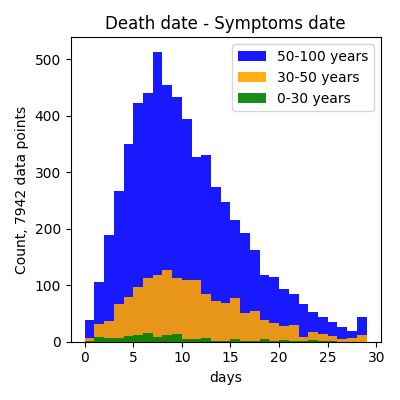 Death date - Symptoms date
50-100 years
30-50 years
0-30 years
Count, 7942 data points
500
400
300
200
100
0
0 5 10 15 20 25 30
days